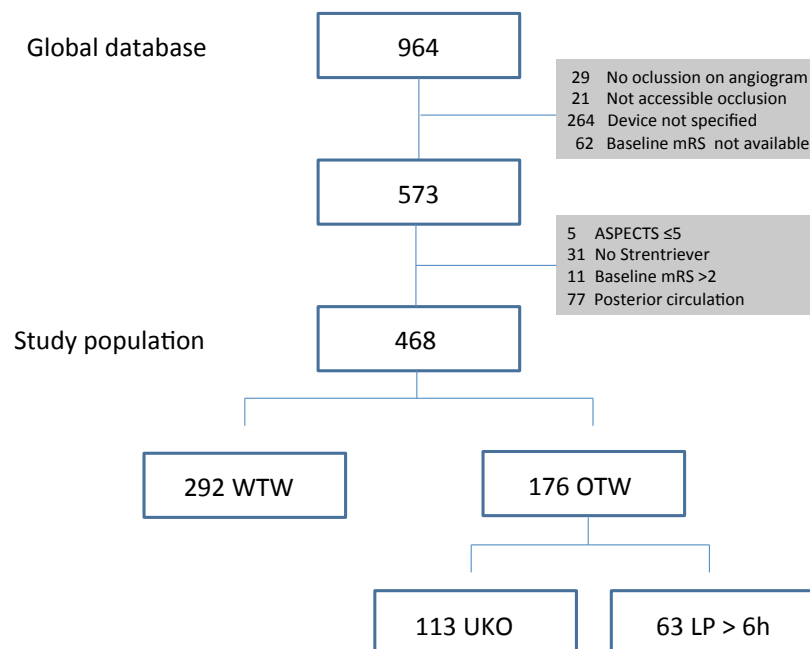 Global database
964
29 No oclussion on angiogram
21 Not accessible occlusion
264 Device not specified
62 Baseline mRS not available
573
5 ASPECTS ≤5
31 No Strentriever
11 Baseline mRS >2
77 Posterior circulation
Study population
468
292 WTW
176 OTW
113 UKO
63 LP > 6h